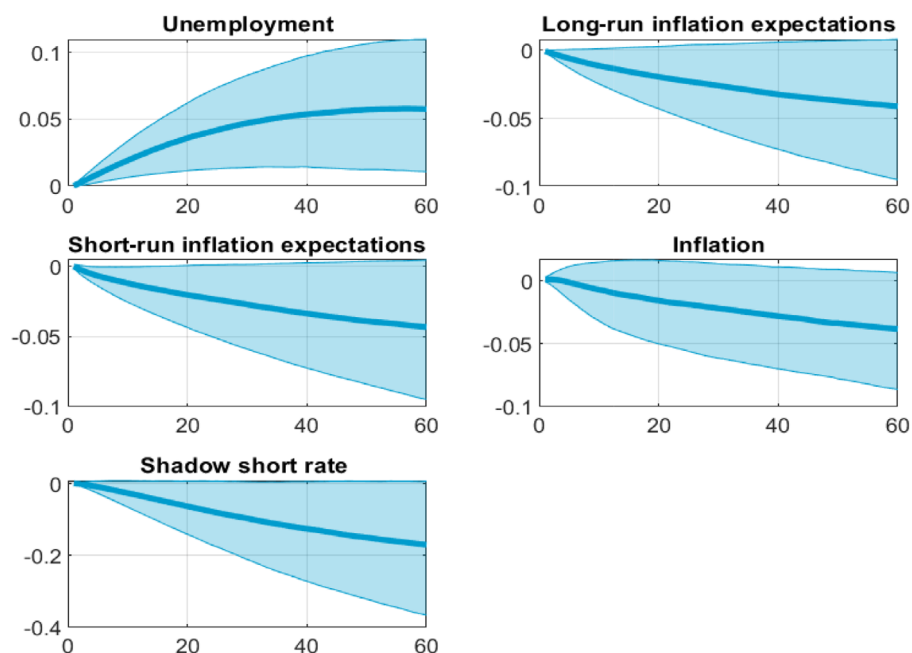 Unemployment
0.1
0.05
0
0 20 40 60
Long-run inflation expectations
0
-0.05
-0.1
0 20 40 60
Short-run inflation expectations
0
-0.05
-0.1
0 20 40 60
Inflation
0
-0.05
-0.1
0 20 40 60
Shadow short rate
0
-0.2
-0.4
0 20 40 60